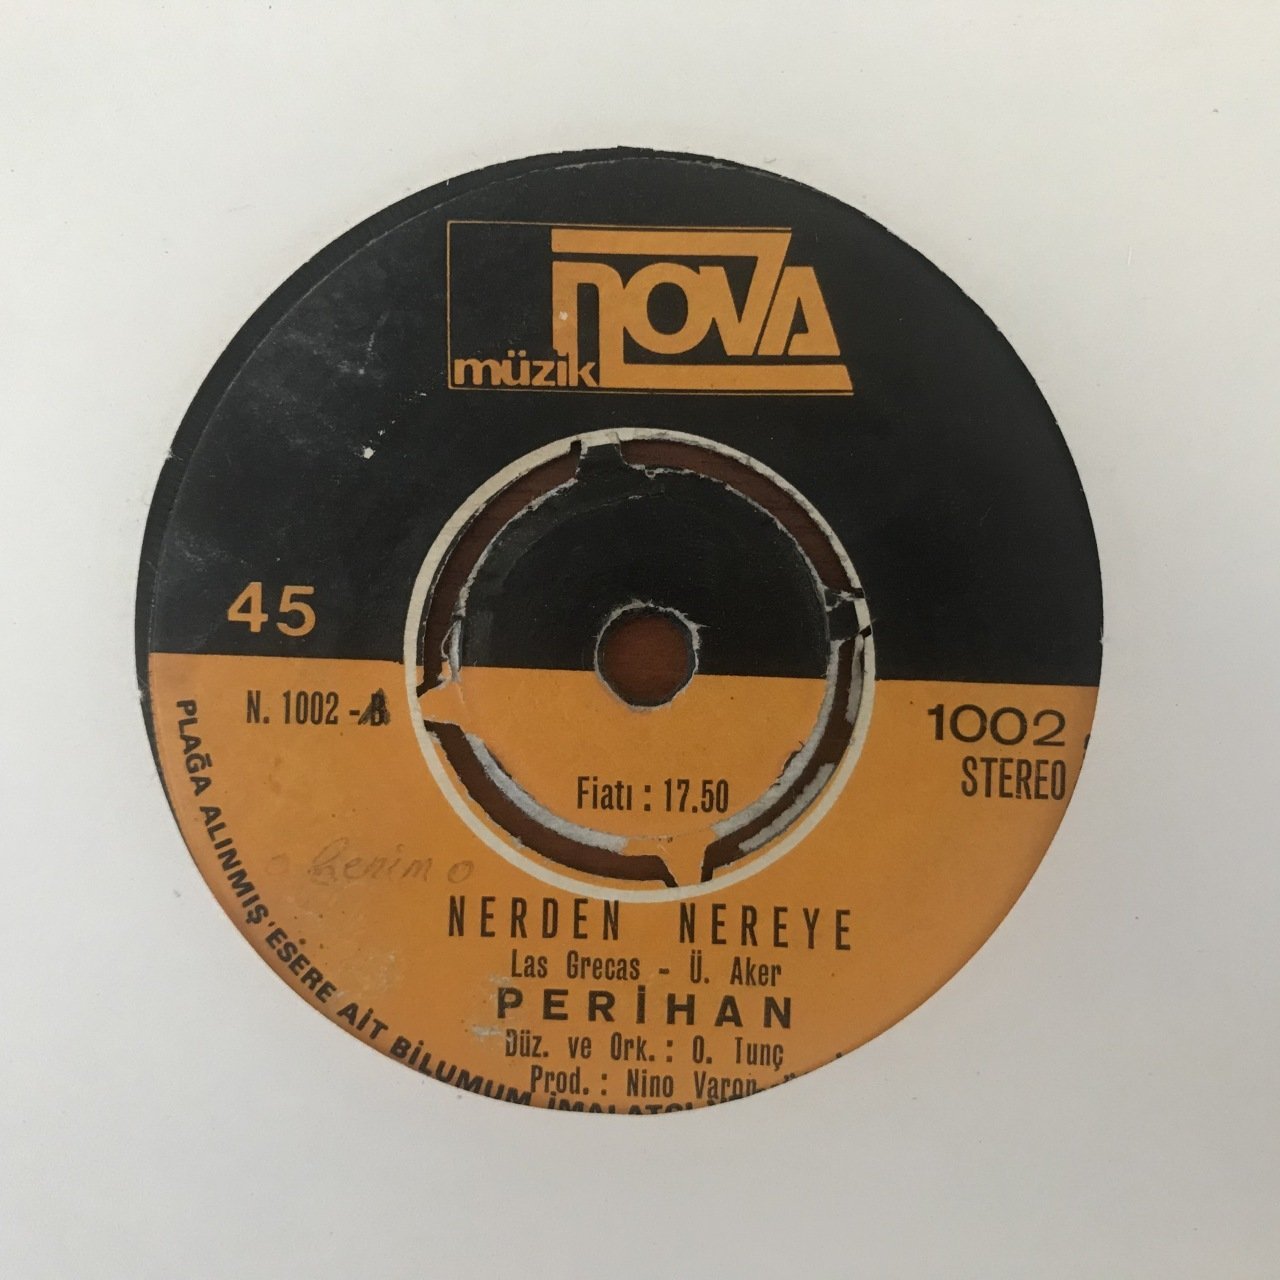 müzik NOVA
45
N. 1002 -
1002
STEREO
Fiatı : 17.50
NERDEN NEREYE
Las Grecas - Ü. Aker
PERİHAN
Düz. ve Ork. : O. Tunç
Prod. : Nino Varon
PLAĞA ALINMIŞ ESERE AİT BİLUMUM İMALATÇI